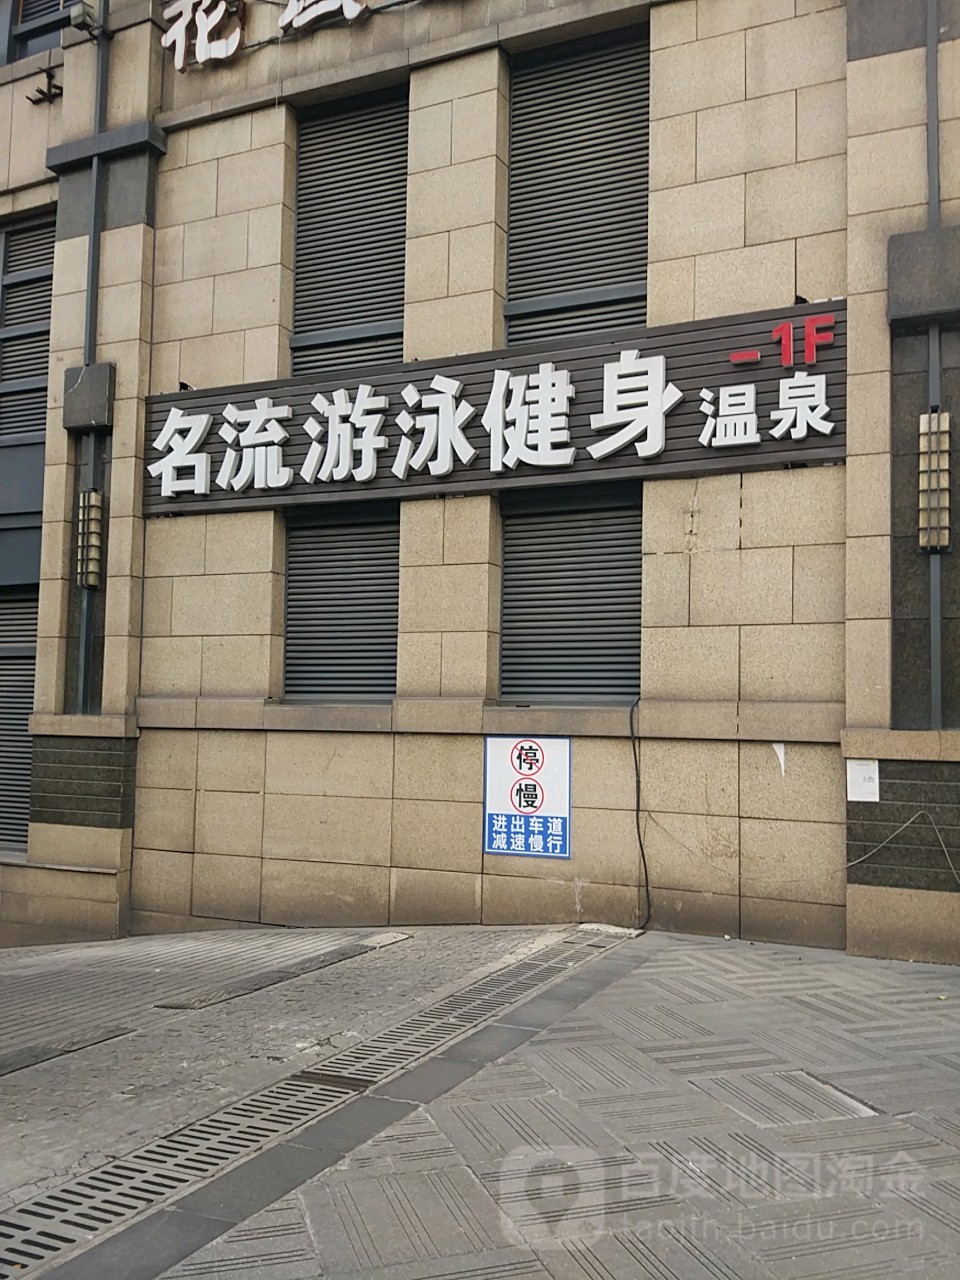 花
名流游泳健身
-1F
温泉
停
慢
进出车道
减速慢行
百度地图淘金
taojin.baidu.com